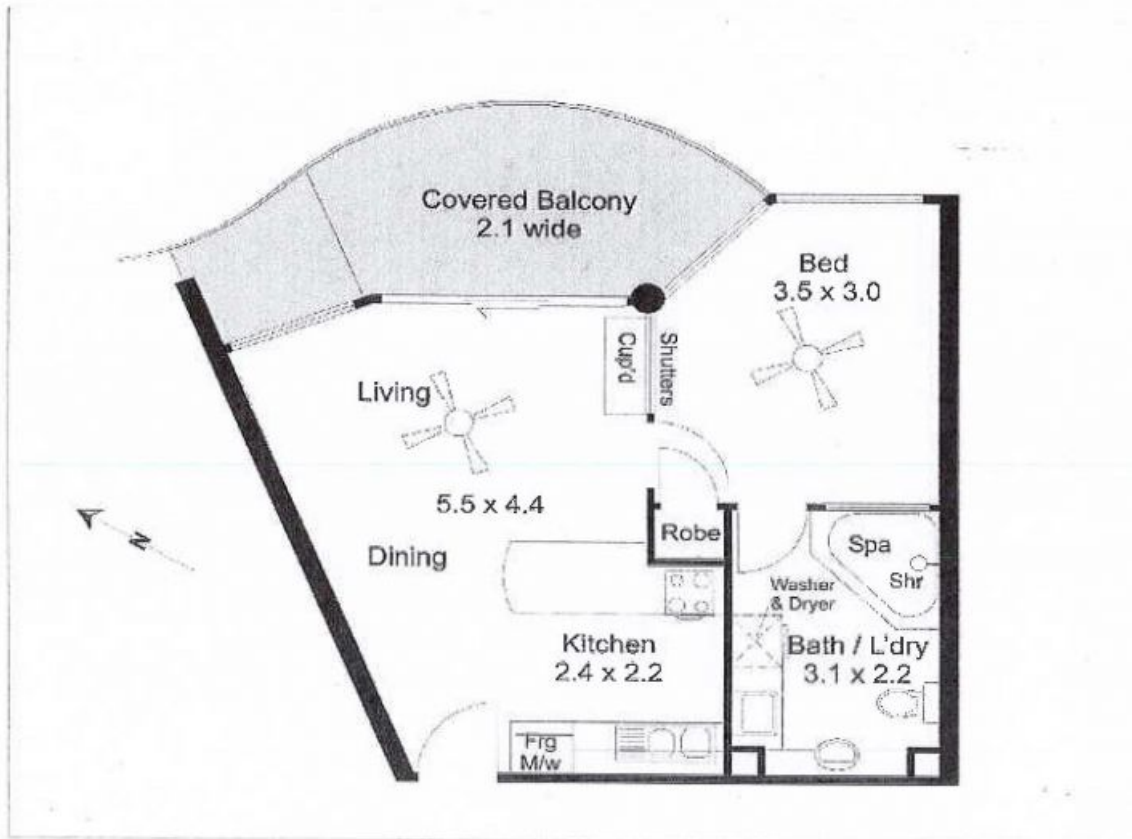 Covered Balcony
2.1 wide
Bed
3.5 x 3.0
Cup'd
Shutters
Living
5.5 x 4.4
N
Robe
Spa
Shr
Dining
Washer
& Dryer
Kitchen
2.4 x 2.2
Bath / L'dry
3.1 x 2.2
Frg
M/w